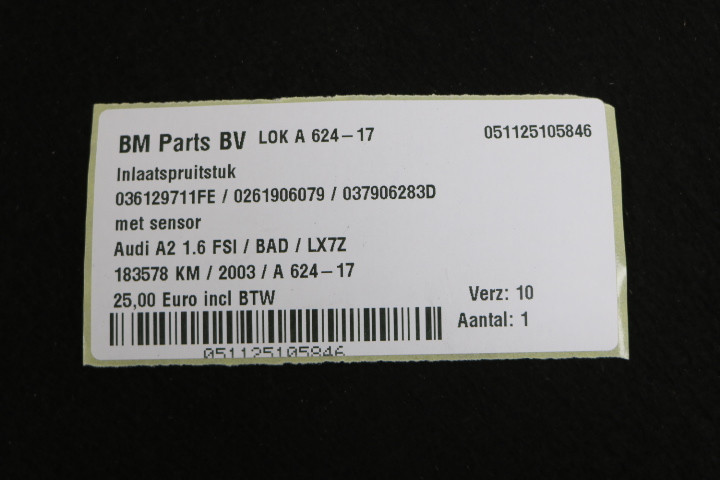 BM Parts BV LOK A 624-17 051125105846
Inlaatspruitstuk
036129711FE / 0261906079 / 037906283D
met sensor
Audi A2 1.6 FSI / BAD / LX7Z
183578 KM / 2003 / A 624-17
25,00 Euro incl BTW Verz: 10
Aantal: 1
051125105846